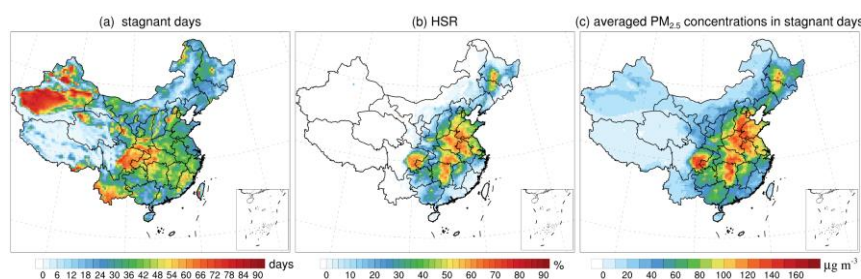 (a) stagnant days
(b) HSR
(c) averaged PM2.5 concentrations in stagnant days
0 6 12 18 24 30 36 42 48 54 60 66 72 78 84 90 days
0 10 20 30 40 50 60 70 80 90 %
0 20 40 60 80 100 120 140 160 µg m-3